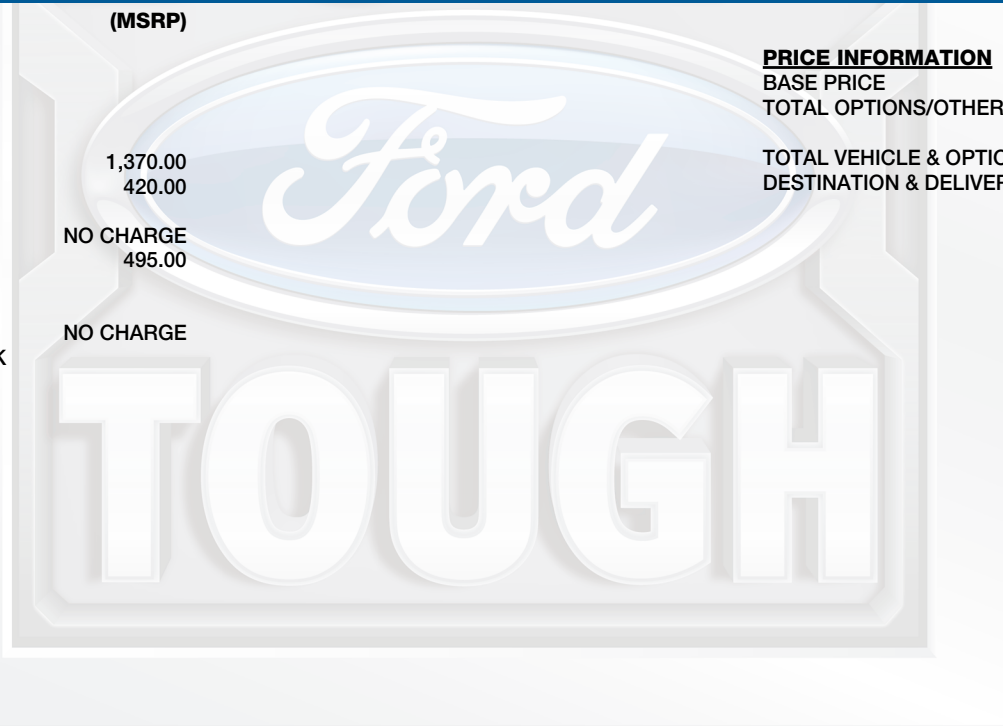 (MSRP)
1,370.00
420.00
NO CHARGE
495.00
NO CHARGE
K
PRICE INFORMATION
BASE PRICE
TOTAL OPTIONS/OTHER
TOTAL VEHICLE & OPTIO
DESTINATION & DELIVER
Ford
TOUGH